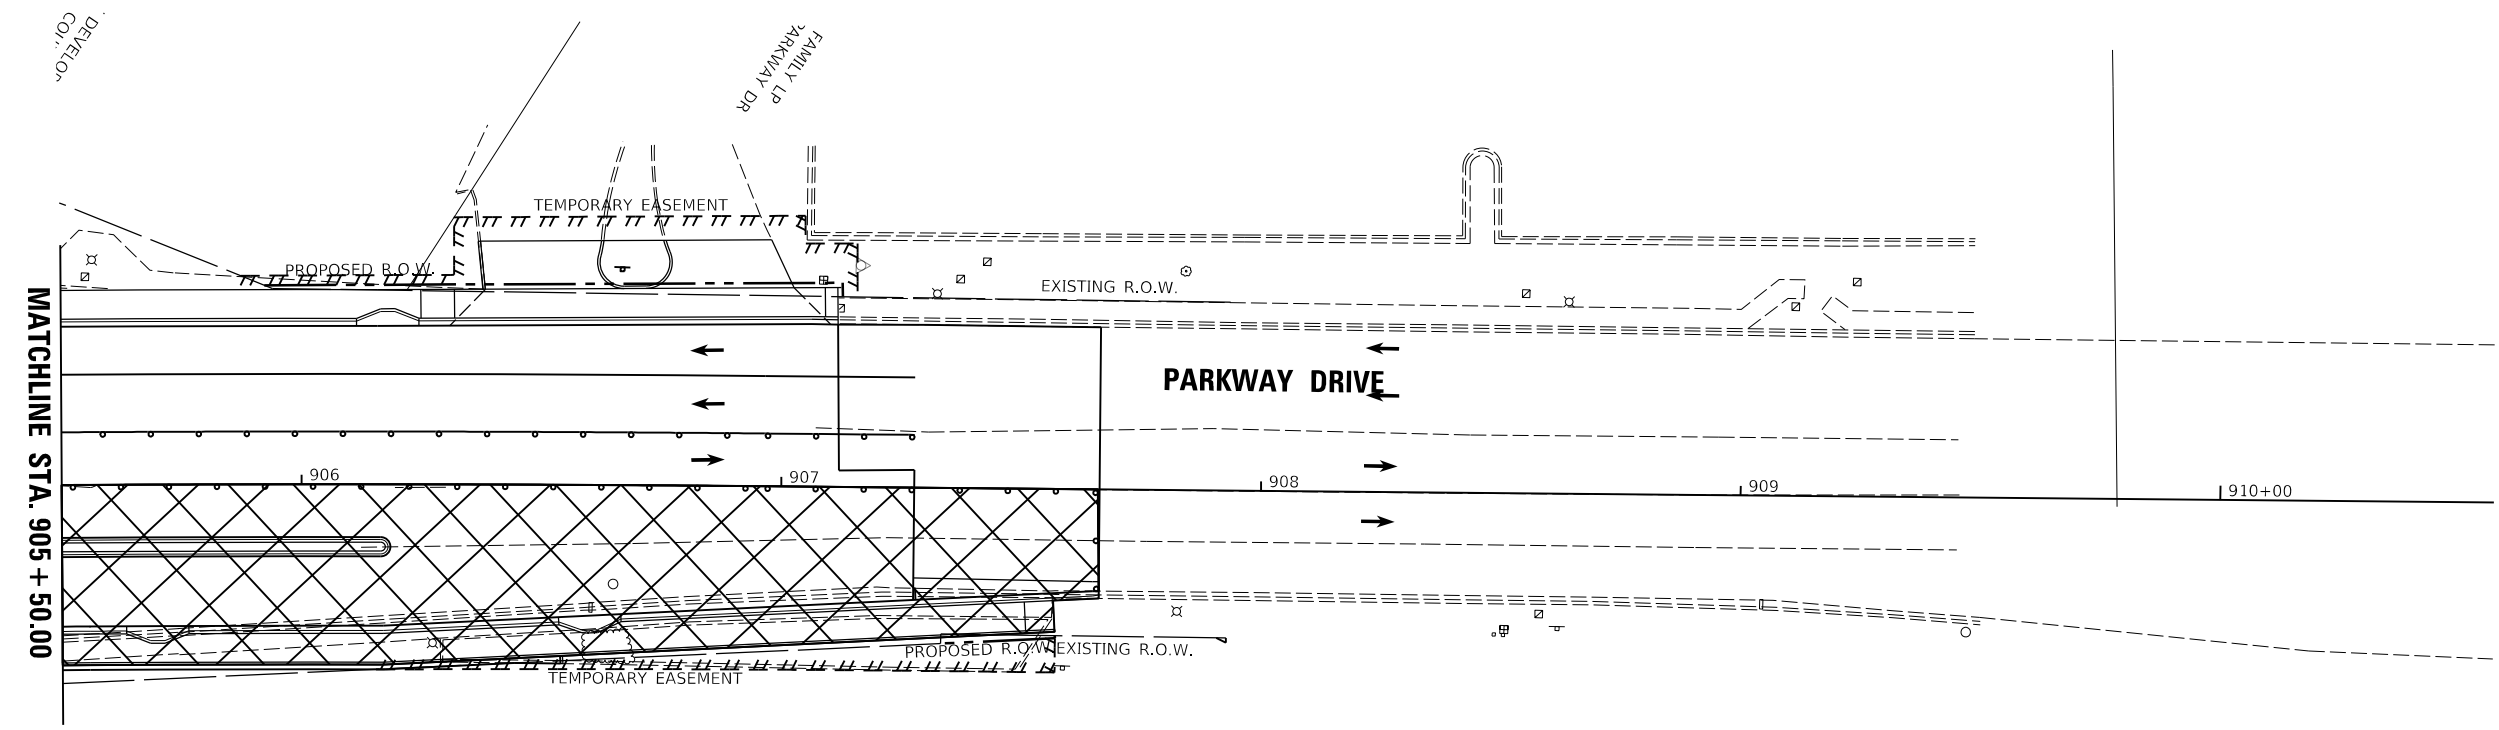 FAMILY LP
PARKWAY DR
TEMPORARY EASEMENT
PROPOSED R.O.W.
EXISTING R.O.W.
MATCHLINE STA. 905+50.00
PARKWAY DRIVE
906
907
908
909
910+00
PROPOSED R.O.W.
EXISTING R.O.W.
TEMPORARY EASEMENT